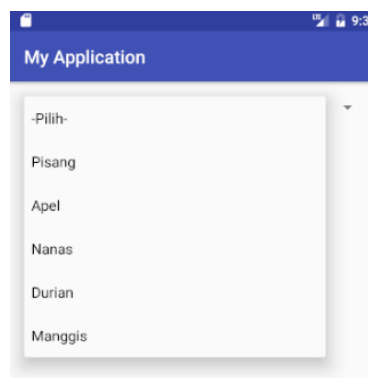 9:3
My Application
-Pilih-
Pisang
Apel
Nanas
Durian
Manggis